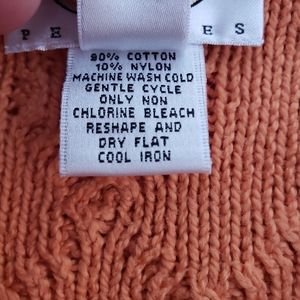 P E E S
90% COTTON
10% NYLON
MACHINE WASH COLD
GENTLE CYCLE
ONLY NON
CHLORINE BLEACH
RESHAPE AND
DRY FLAT
COOL IRON